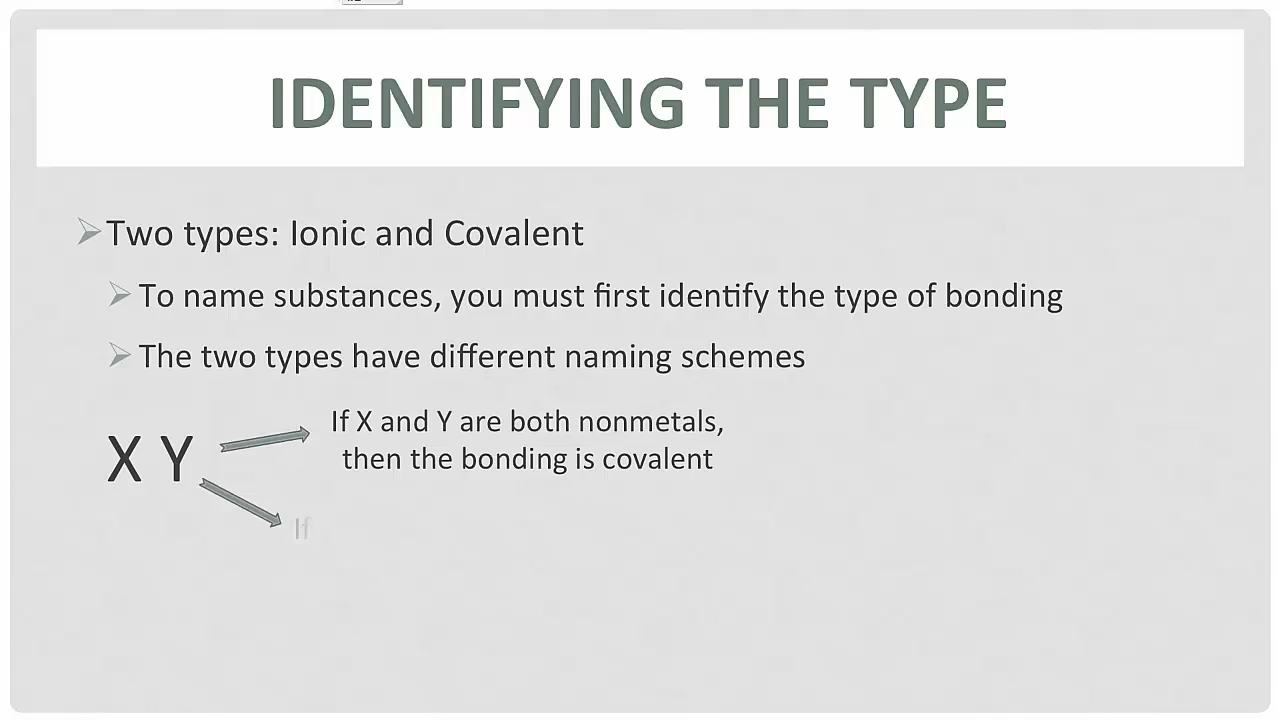 IDENTIFYING THE TYPE
Two types: Ionic and Covalent
To name substances, you must first identify the type of bonding
The two types have different naming schemes
If X and Y are both nonmetals,
then the bonding is covalent
X Y
If